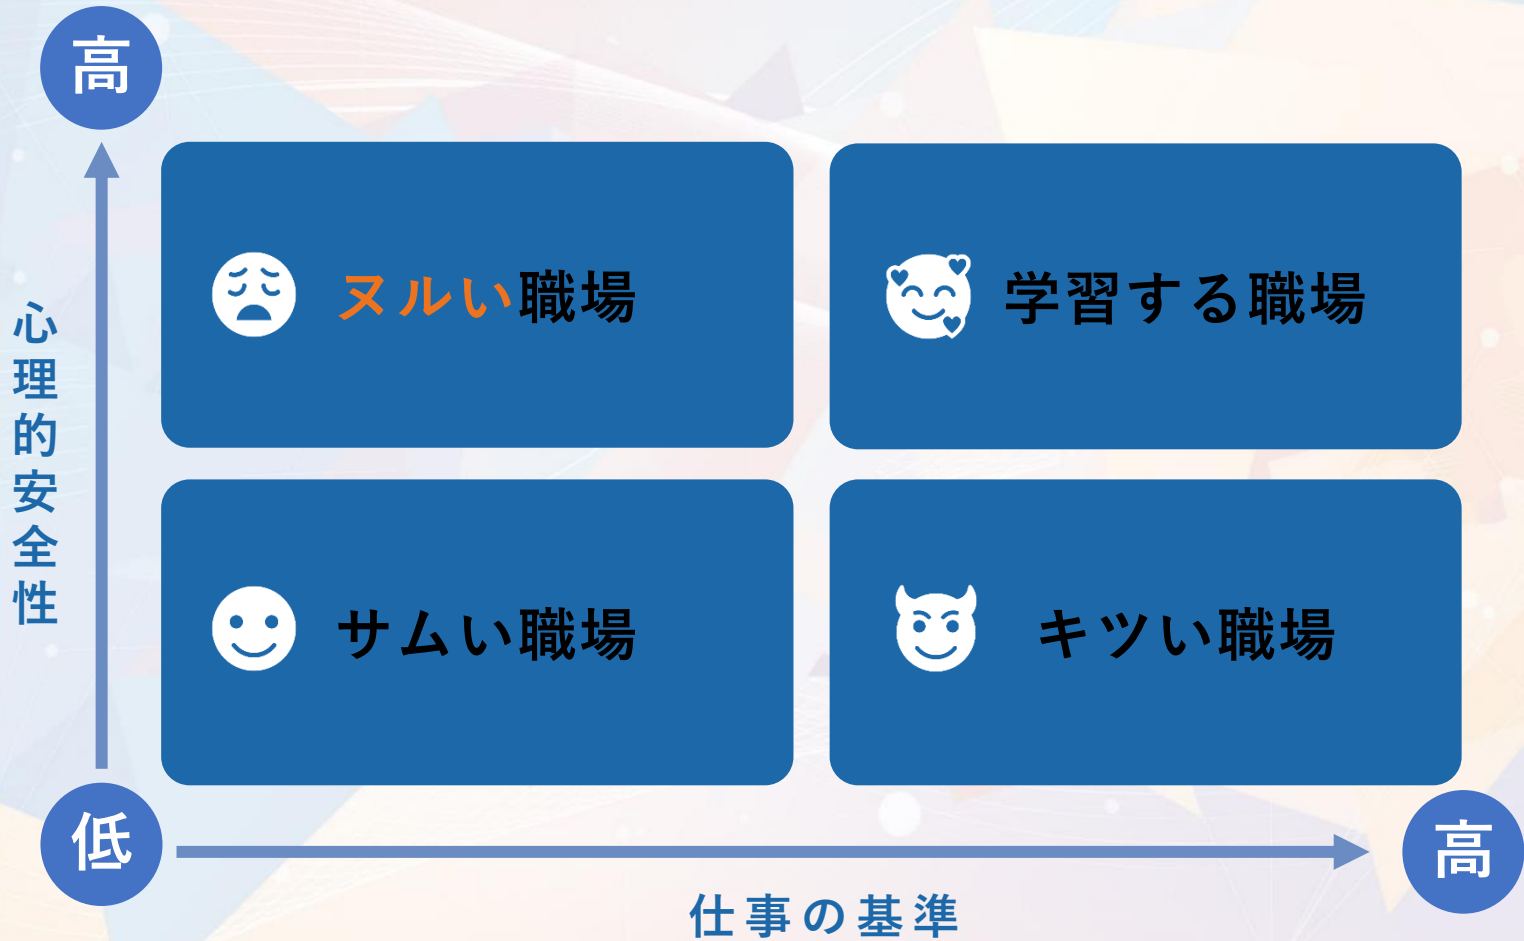 高
ヌルい職場
学習する職場
心理的安全性
サムい職場
キツい職場
低
高
仕事の基準